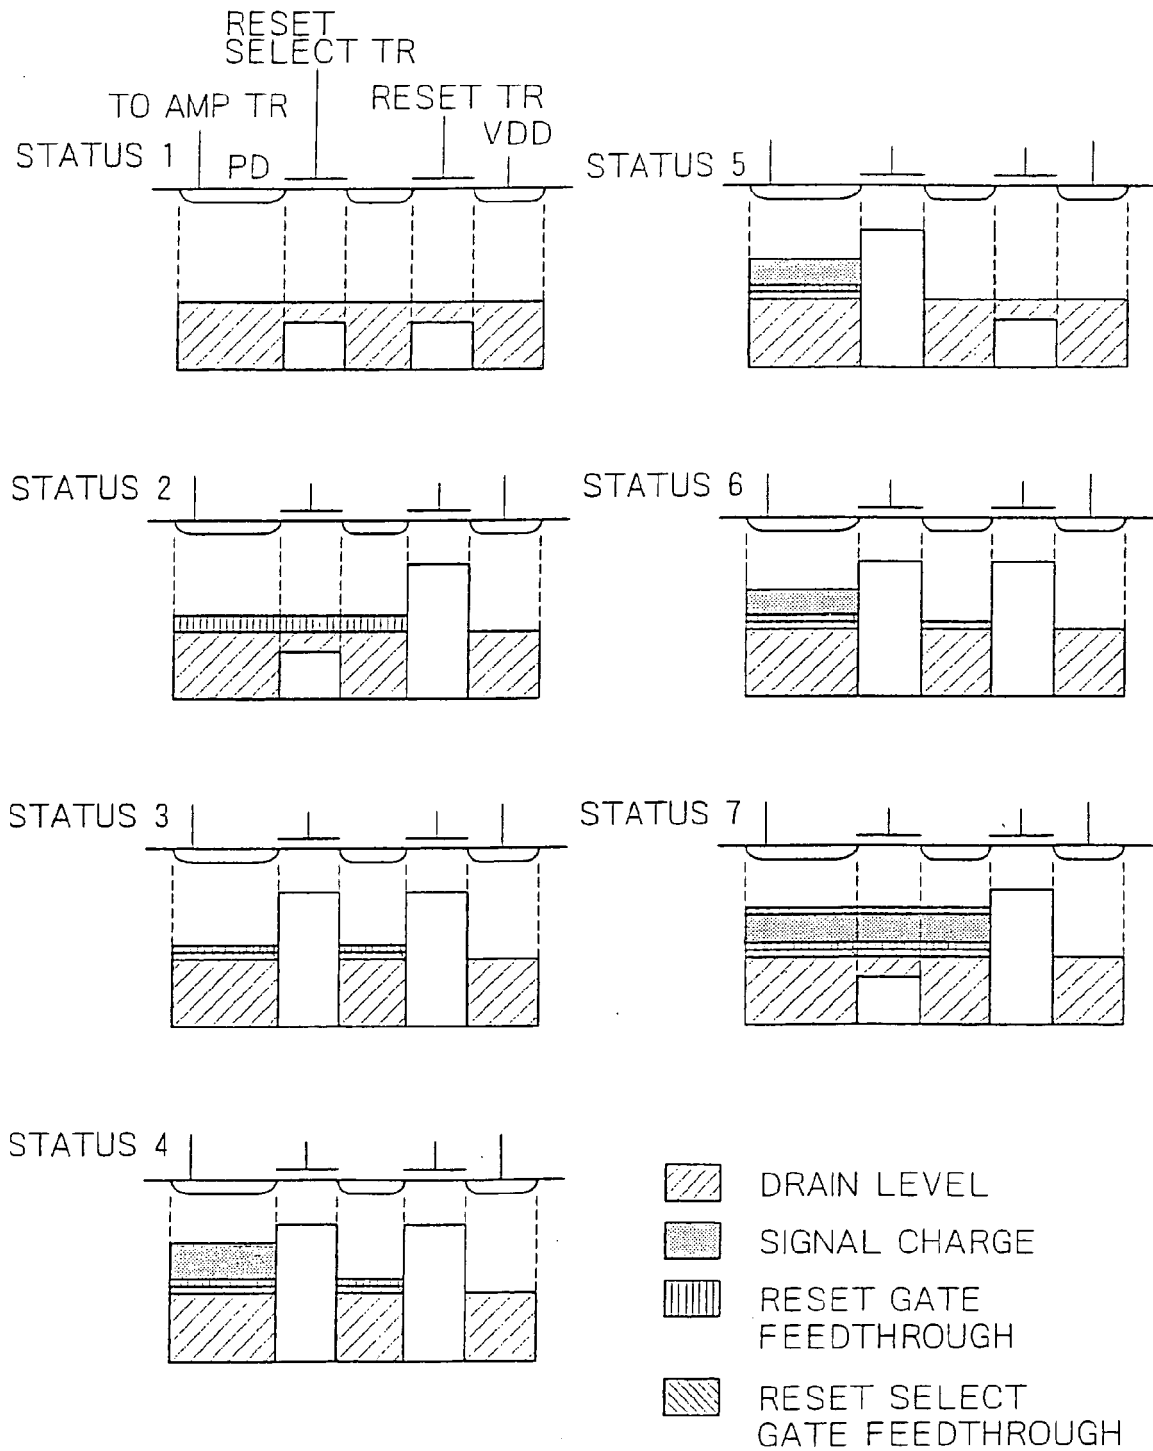 RESET
SELECT TR
TO AMP TR
RESET TR
VDD
STATUS 1
PD
STATUS 5
STATUS 2
STATUS 6
STATUS 3
STATUS 7
STATUS 4
DRAIN LEVEL
SIGNAL CHARGE
RESET GATE
FEEDTHROUGH
RESET SELECT
GATE FEEDTHROUGH